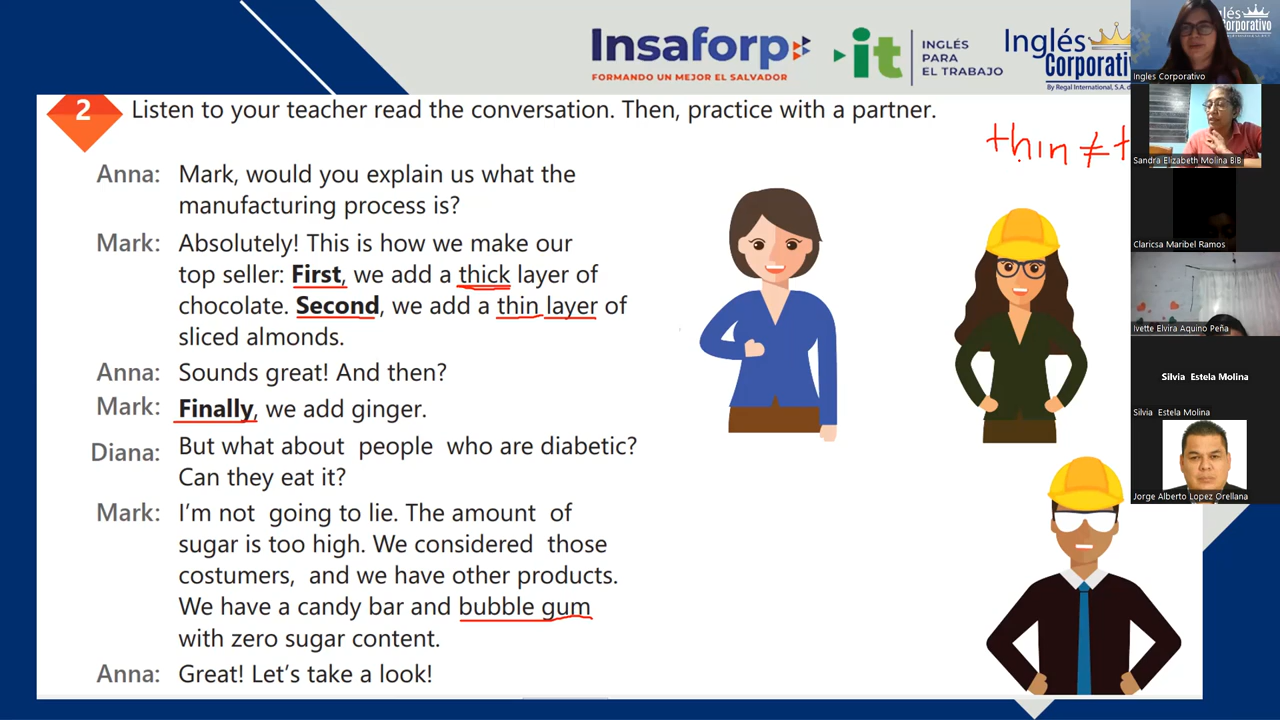 Insaforp
FORMANDO UN MEJOR EL SALVADOR
it
INGLÉS
PARA
EL TRABAJO
Inglés
Corporativo
By Regal International, S.A. d
2
Listen to your teacher read the conversation. Then, practice with a partner.
thin ≠ t
Anna: Mark, would you explain us what the
manufacturing process is?
Mark: Absolutely! This is how we make our
top seller: First, we add a thick layer of
chocolate. Second, we add a thin layer of
sliced almonds.
Anna: Sounds great! And then?
Mark: Finally, we add ginger.
Diana: But what about people who are diabetic?
Can they eat it?
Mark: I'm not going to lie. The amount of
sugar is too high. We considered those
costumers, and we have other products.
We have a candy bar and bubble gum
with zero sugar content.
Anna: Great! Let's take a look!
Ingles Corporativo
Sandra Elizabeth Molina BIB
Claricsa Maribel Ramos
Ivette Elvira Aquino Peña
Silvia Estela Molina
Silvia Estela Molina
Jorge Alberto Lopez Orellana